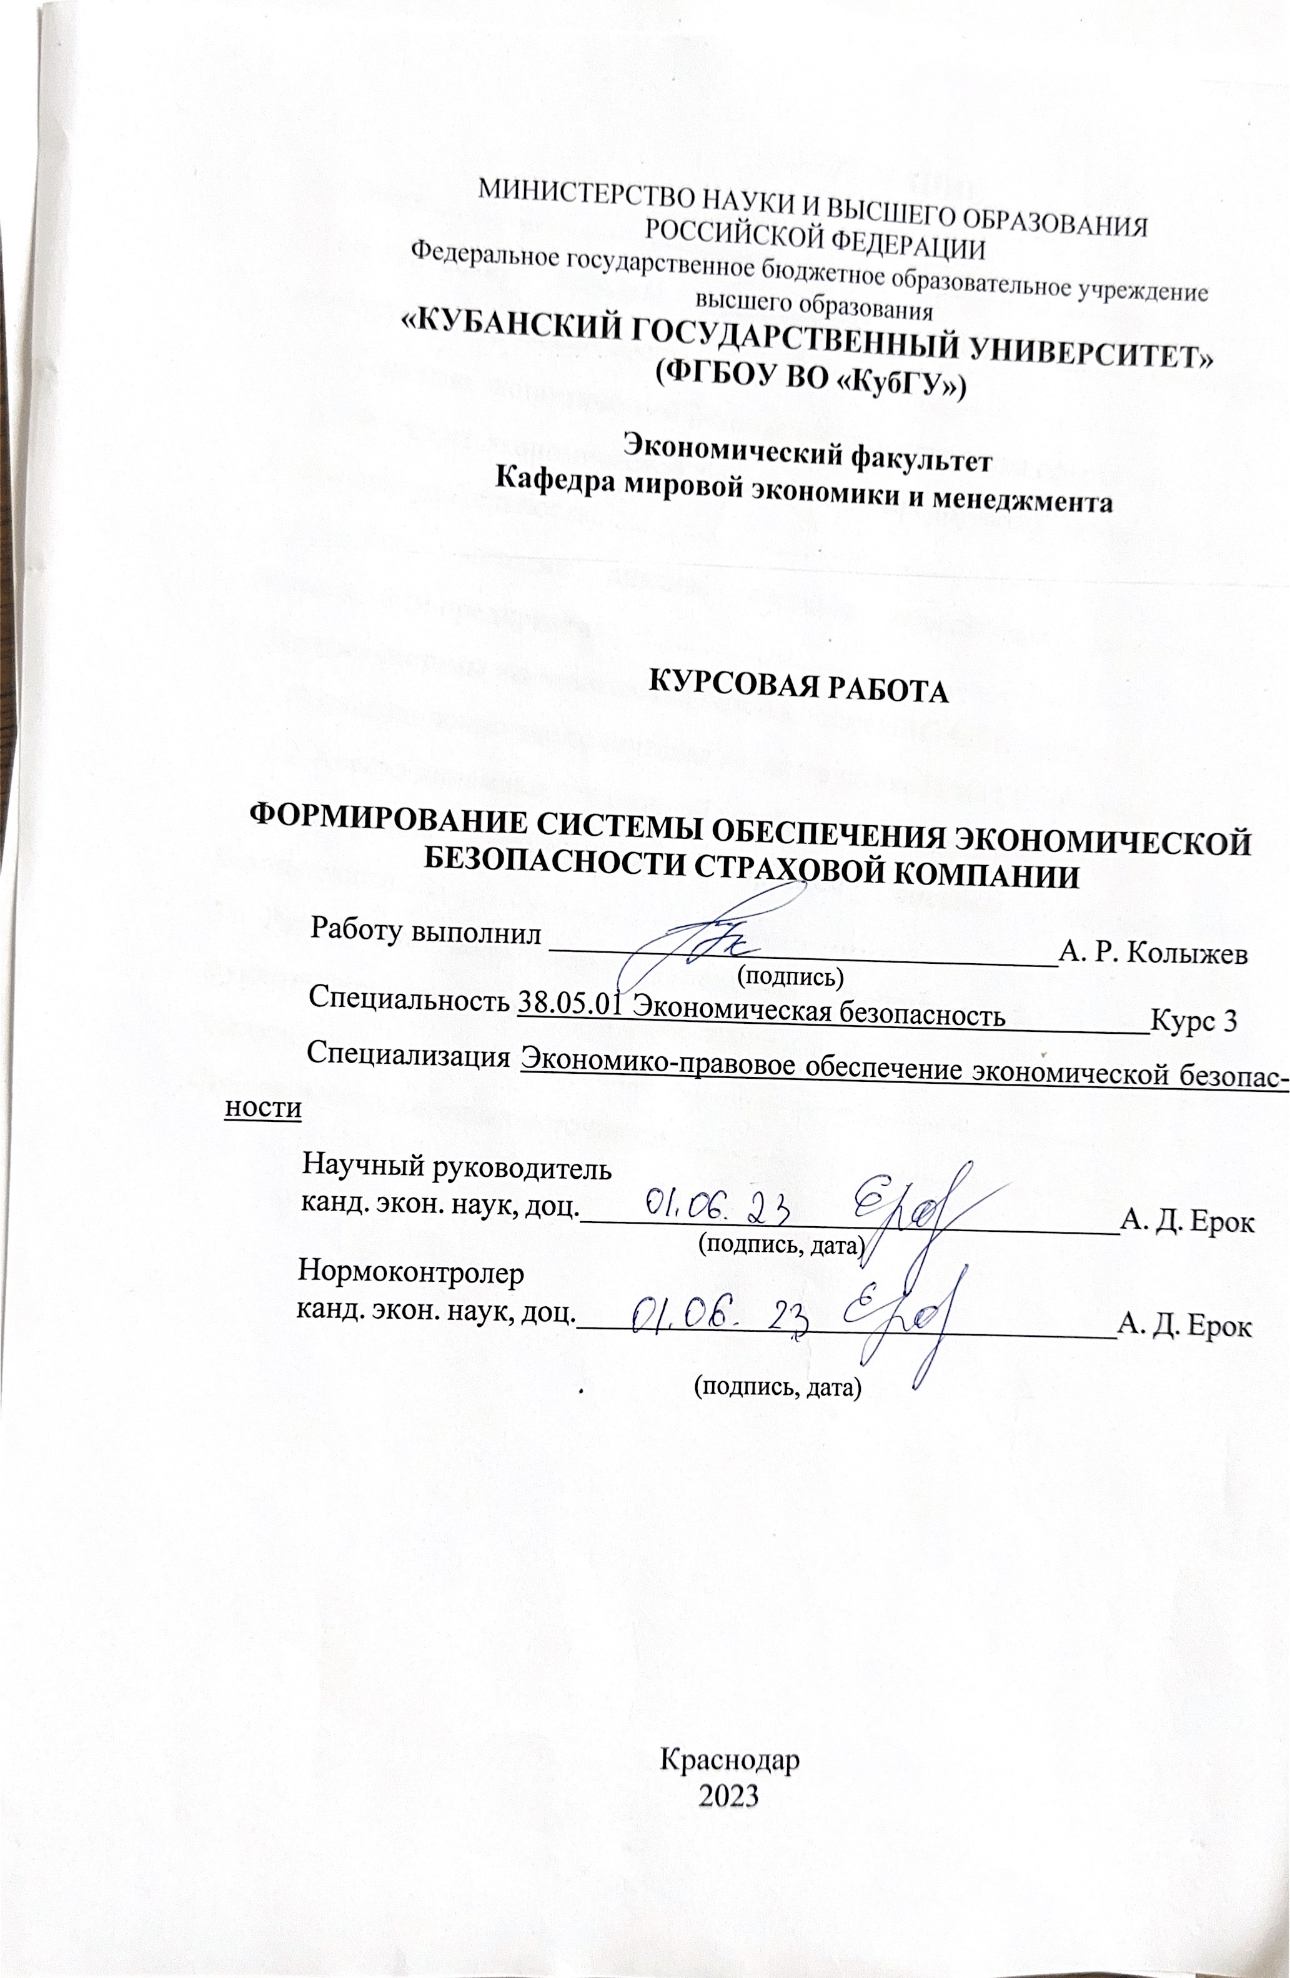 МИНИСТЕРСТВО НАУКИ И ВЫСШЕГО ОБРАЗОВАНИЯ
РОССИЙСКОЙ ФЕДЕРАЦИИ
Федеральное государственное бюджетное образовательное учреждение
высшего образования
«КУБАНСКИЙ ГОСУДАРСТВЕННЫЙ УНИВЕРСИТЕТ»
(ФГБОУ ВО «КубГУ»)
Экономический факультет
Кафедра мировой экономики и менеджмента
КУРСОВАЯ РАБОТА
ФОРМИРОВАНИЕ СИСТЕМЫ ОБЕСПЕЧЕНИЯ ЭКОНОМИЧЕСКОЙ
БЕЗОПАСНОСТИ СТРАХОВОЙ КОМПАНИИ
Работу выполнил А. Р. Колыжев
(подпись)
Специальность 38.05.01 Экономическая безопасность Курс 3
Специализация Экономико-правовое обеспечение экономической безопас-
ности
Научный руководитель
канд. экон. наук, доц. 01.06.23 А. Д. Ерок
(подпись, дата)
Нормоконтролер
канд. экон. наук, доц. 01.06.23 А. Д. Ерок
(подпись, дата)
Краснодар
2023